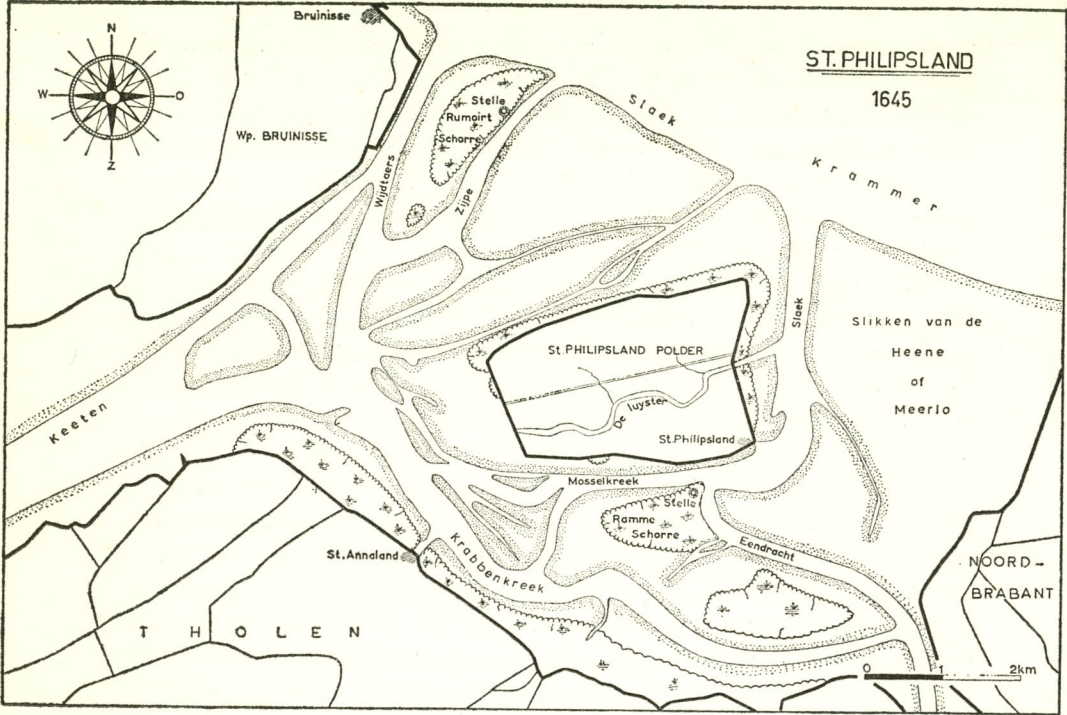 Bruinisse
N
W
O
Z
ST. PHILIPSLAND
1645
Wp. BRUINISSE
Stelle
Rumoirt
Schorre
Slaek
Krammer
Wijdtaers
Zijpe
Slaek
Slikken van de
Heene
of
Meerlo
St. PHILIPSLAND POLDER
De luyster
St.Philipsland
Keeten
Mosselkreek
Stelle
Ramme
Schorre
Eendracht
St. Annaland
Krabbenkreek
NOORD-
BRABANT
THOLEN
0 1 2km